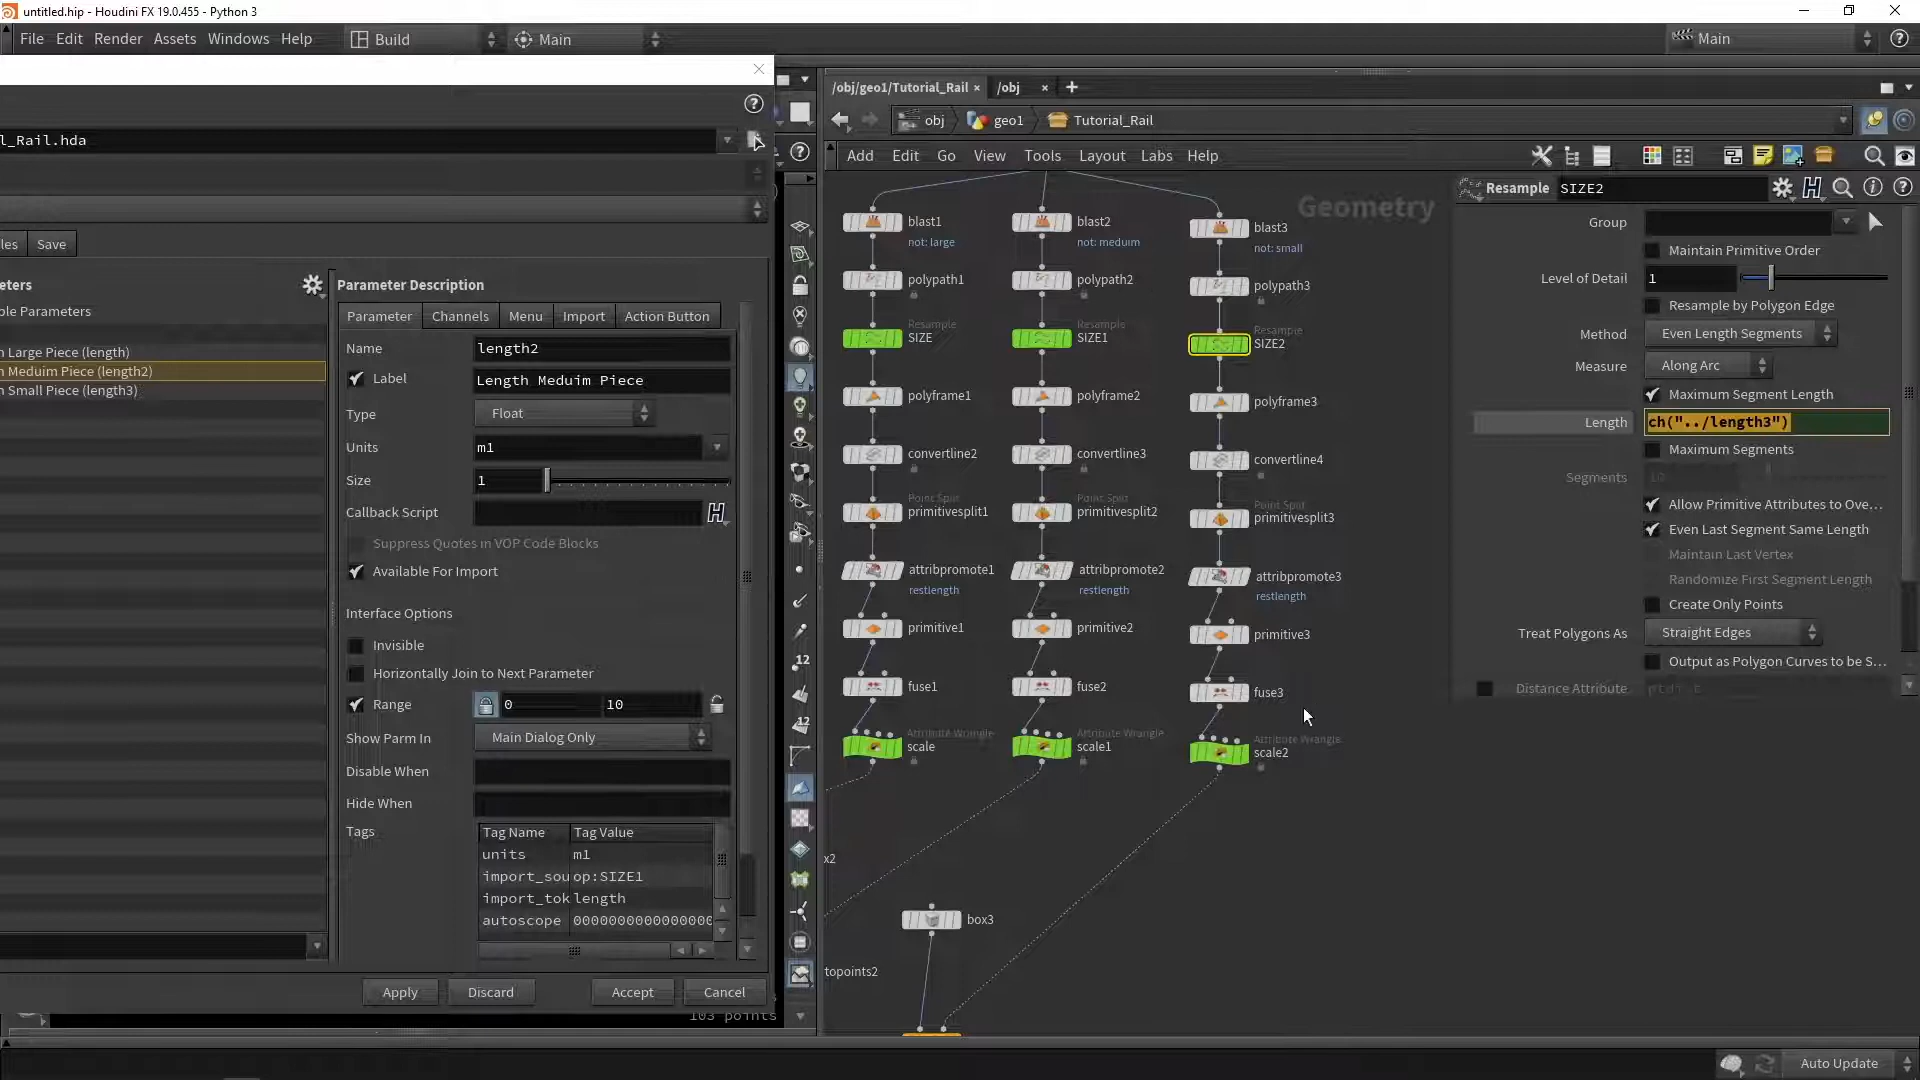 untitled.hip - Houdini FX 19.0.455 - Python 3
File Edit Render Assets Windows Help
Build
Main
Main
l_Rail.hda
les
Save
eters
ble Parameters
n Large Piece (length)
n Meduim Piece (length2)
n Small Piece (length3)
Parameter Description
Parameter Channels Menu Import Action Button
Name length2
Label Length Meduim Piece
Type Float
Units m1
Size 1
Callback Script
Suppress Quotes in VOP Code Blocks
Available For Import
Interface Options
Invisible
Horizontally Join to Next Parameter
Range 0 10
Show Parm In Main Dialog Only
Disable When
Hide When
Tags
Tag Name Tag Value
units m1
import_sou op:SIZE1
import_tok length
autoscope 0000000000000000
Apply Discard Accept Cancel
103 points
12
12
/obj/geo1/Tutorial_Rail
/obj
obj geo1 Tutorial_Rail
Add Edit Go View Tools Layout Labs Help
Geometry
blast1
not: large
polypath1
Resample
SIZE
polyframe1
convertline2
Point Split
primitivesplit1
attribpromote1
restlength
primitive1
fuse1
Attribute Wrangle
scale
blast2
not: meduim
polypath2
Resample
SIZE1
polyframe2
convertline3
Point Split
primitivesplit2
attribpromote2
restlength
primitive2
fuse2
Attribute Wrangle
scale1
blast3
not: small
polypath3
Resample
SIZE2
polyframe3
convertline4
Point Split
primitivesplit3
attribpromote3
restlength
primitive3
fuse3
Attribute Wrangle
scale2
x2
box3
topoints2
Resample SIZE2
Group
Maintain Primitive Order
Level of Detail 1
Resample by Polygon Edge
Method Even Length Segments
Measure Along Arc
Maximum Segment Length
Length ch("../length3")
Maximum Segments
Segments 10
Allow Primitive Attributes to Ove...
Even Last Segment Same Length
Maintain Last Vertex
Randomize First Segment Length
Create Only Points
Treat Polygons As Straight Edges
Output as Polygon Curves to be S...
Distance Attribute ptdist
Auto Update